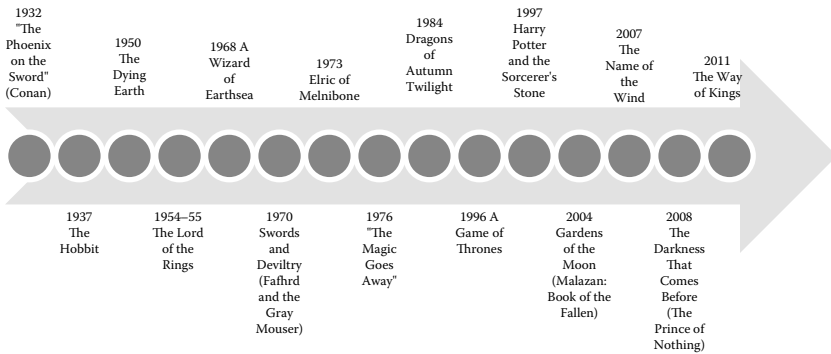 1932
"The
Phoenix
on the
Sword"
(Conan)
1937
The
Hobbit
1950
The
Dying
Earth
1954–55
The Lord
of the
Rings
1968 A
Wizard
of
Earthsea
1970
Swords
and
Deviltry
(Fafhrd
and the
Gray
Mouser)
1973
Elric of
Melnibone
1976
"The
Magic
Goes
Away"
1984
Dragons
of
Autumn
Twilight
1996 A
Game of
Thrones
1997
Harry
Potter
and the
Sorcerer's
Stone
2004
Gardens
of the
Moon
(Malazan:
Book of the
Fallen)
2007
The
Name of
the
Wind
2008
The
Darkness
That
Comes
Before
(The
Prince of
Nothing)
2011
The Way
of Kings